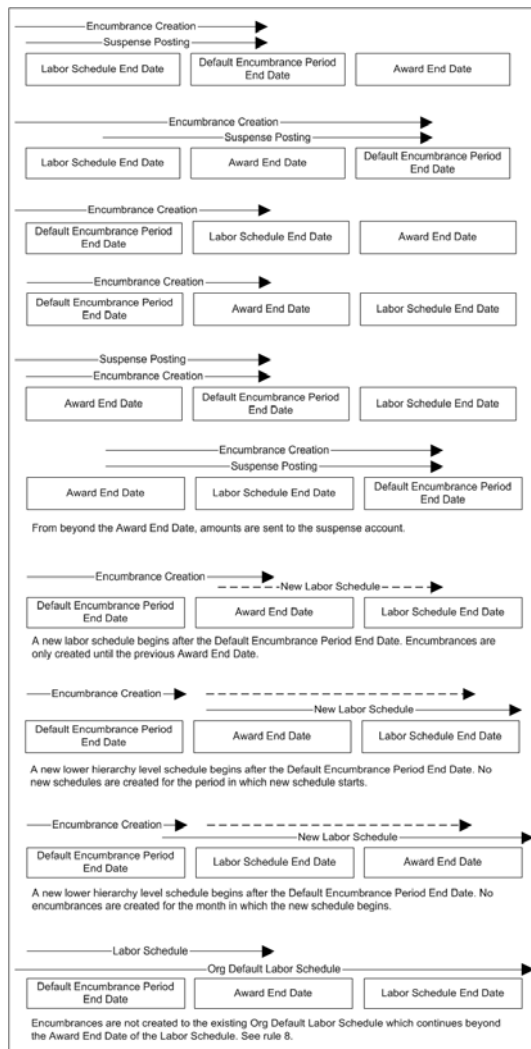 Encumbrance Creation
Suspense Posting
Labor Schedule End Date
Default Encumbrance Period
End Date
Award End Date
Encumbrance Creation
Suspense Posting
Labor Schedule End Date
Award End Date
Default Encumbrance Period
End Date
Encumbrance Creation
Default Encumbrance Period
End Date
Labor Schedule End Date
Award End Date
Encumbrance Creation
Default Encumbrance Period
End Date
Award End Date
Labor Schedule End Date
Suspense Posting
Encumbrance Creation
Award End Date
Default Encumbrance Period
End Date
Labor Schedule End Date
Encumbrance Creation
Suspense Posting
Award End Date
Labor Schedule End Date
Default Encumbrance Period
End Date
From beyond the Award End Date, amounts are sent to the suspense account.
Encumbrance Creation
New Labor Schedule
Default Encumbrance Period
End Date
Award End Date
Labor Schedule End Date
A new labor schedule begins after the Default Encumbrance Period End Date. Encumbrances are
only created until the previous Award End Date.
Encumbrance Creation
New Labor Schedule
Default Encumbrance Period
End Date
Award End Date
Labor Schedule End Date
A new lower hierarchy level schedule begins after the Default Encumbrance Period End Date. No
new schedules are created for the period in which new schedule starts.
Encumbrance Creation
New Labor Schedule
Default Encumbrance Period
End Date
Labor Schedule End Date
Award End Date
A new lower hierarchy level schedule begins after the Default Encumbrance Period End Date. No
encumbrances are created for the month in which the new schedule begins.
Labor Schedule
Org Default Labor Schedule
Default Encumbrance Period
End Date
Award End Date
Labor Schedule End Date
Encumbrances are not created to the existing Org Default Labor Schedule which continues beyond
the Award End Date of the Labor Schedule. See rule 8.